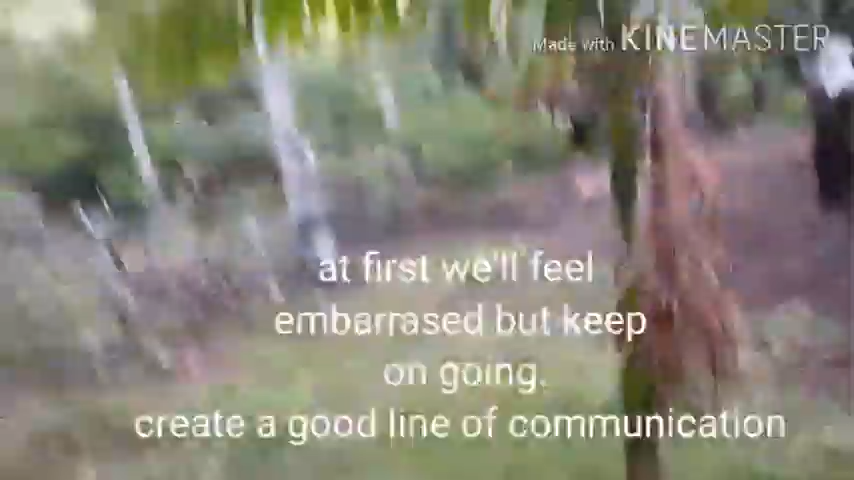 Made with KINEMASTER
at first we'll feel
embarrased but keep
on going.
create a good line of communication